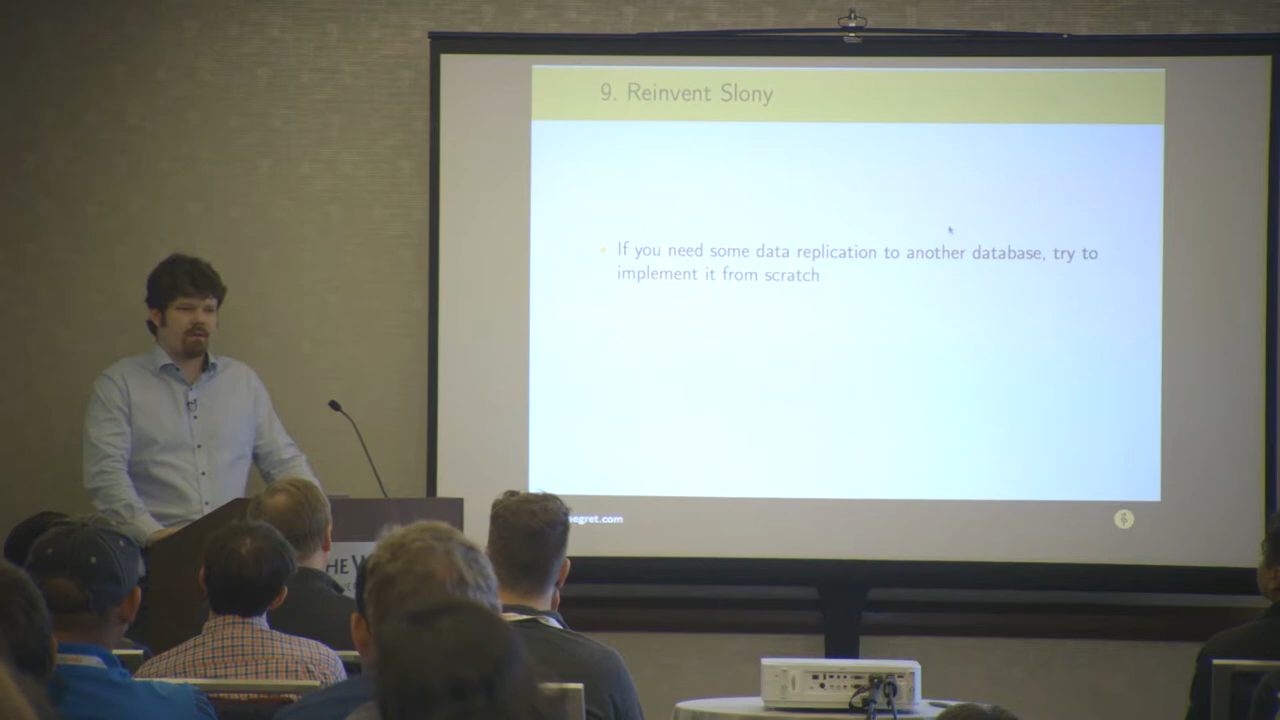 9. Reinvent Slony
If you need some data replication to another database, try to
implement it from scratch
egret.com
HE